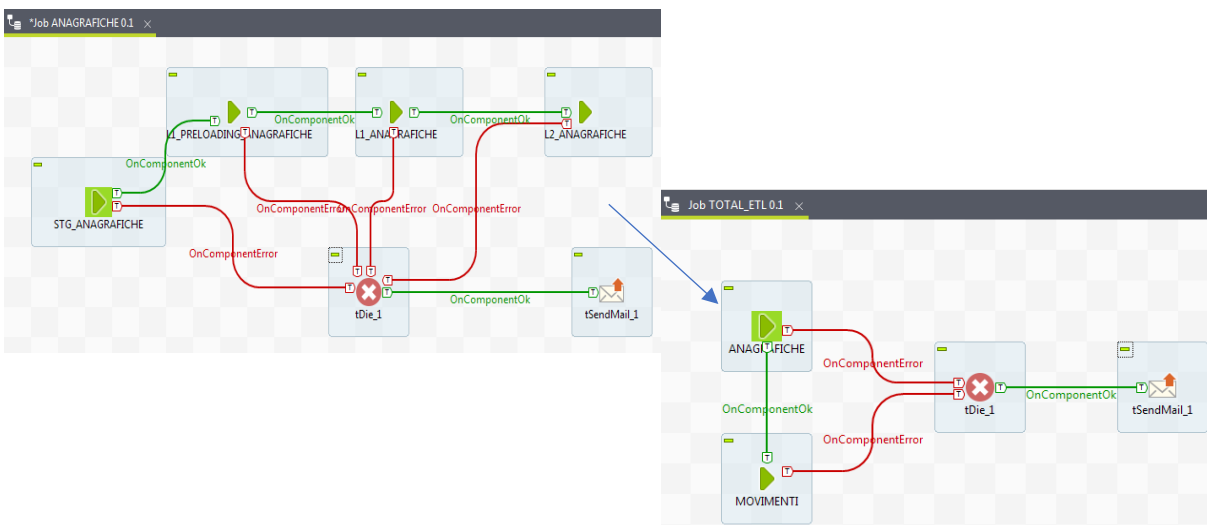 *Job ANAGRAFICHE 0.1
OnComponentOk
OnComponentOk
L1_PRELOADING_ANAGRAFICHE
L1_ANAGRAFICHE
L2_ANAGRAFICHE
OnComponentOk
STG_ANAGRAFICHE
OnComponentError
OnComponentError
OnComponentError
OnComponentError
OnComponentOk
tDie_1
tSendMail_1
Job TOTAL_ETL 0.1
ANAGRAFICHE
OnComponentError
OnComponentOk
OnComponentOk
tDie_1
tSendMail_1
OnComponentError
MOVIMENTI